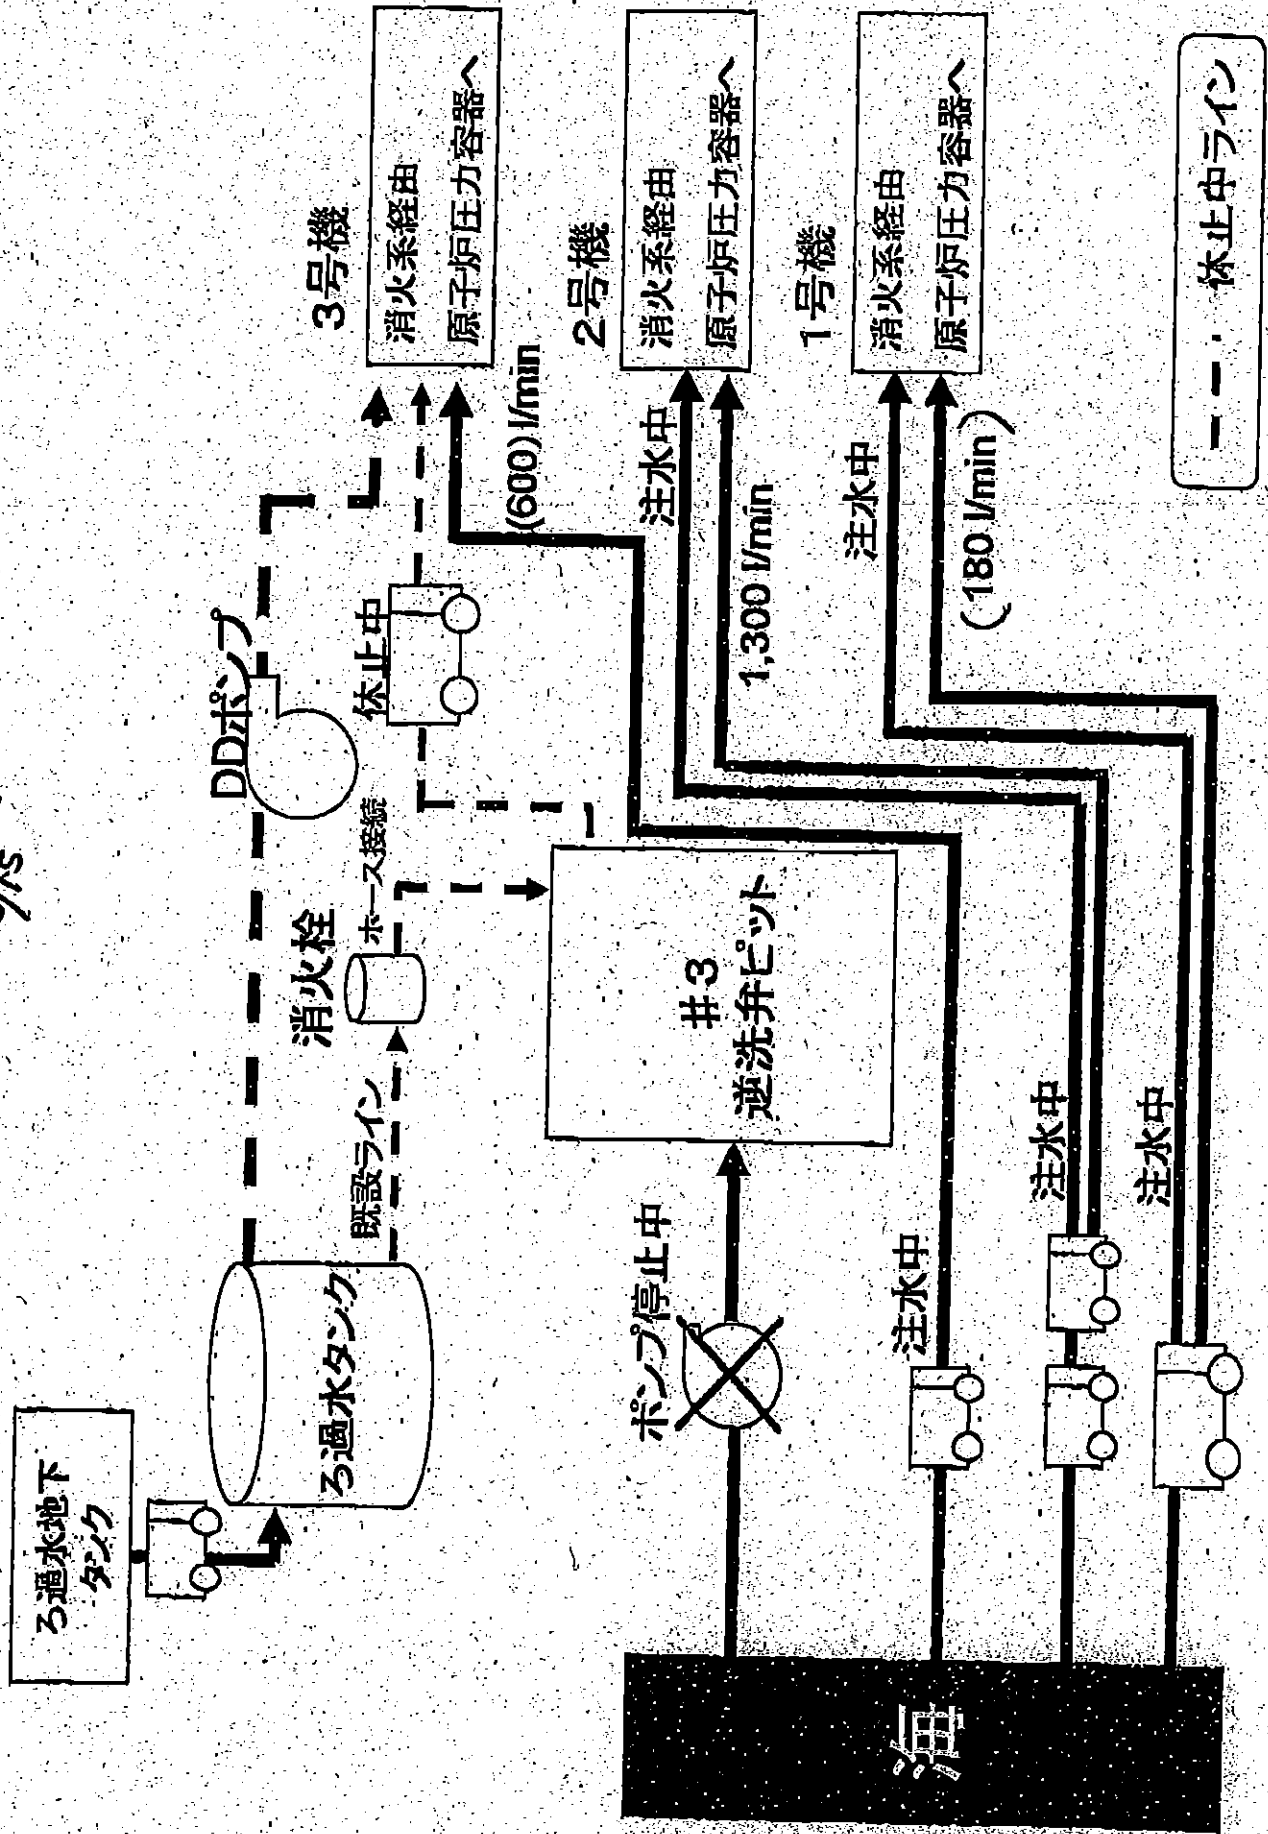 ろ過水地下
タンク
ろ過水タンク
既設ライン
消火栓
ホース接続
DDポンプ
休止中
3号機
消火系経由
原子炉圧力容器へ
(600) l/min
ポンプ停止中
#3
逆洗弁ピット
2号機
消火系経由
原子炉圧力容器へ
注水中
1,300 l/min
1号機
消火系経由
原子炉圧力容器へ
注水中
(180 l/min)
注水中
注水中
注水中
海
休止中ライン